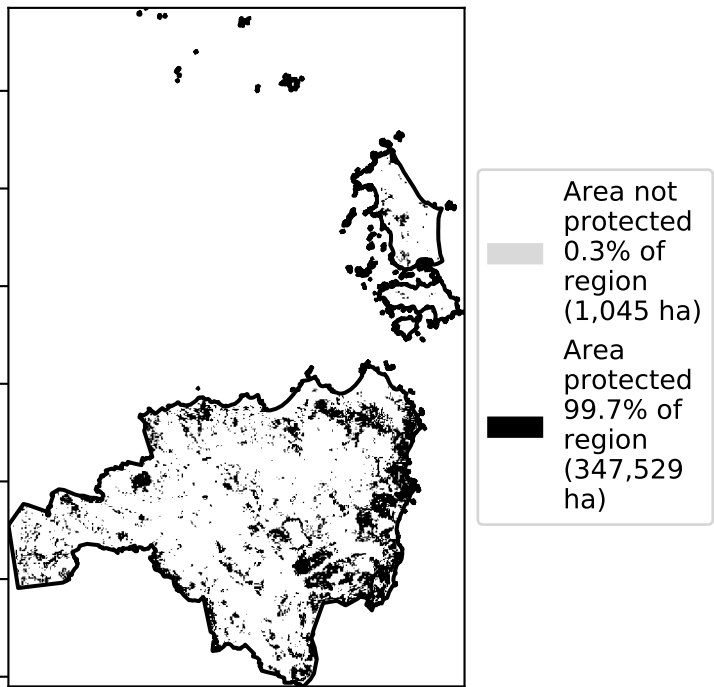 Area not
protected
0.3% of
region
(1,045 ha)
Area
protected
99.7% of
region
(347,529
ha)